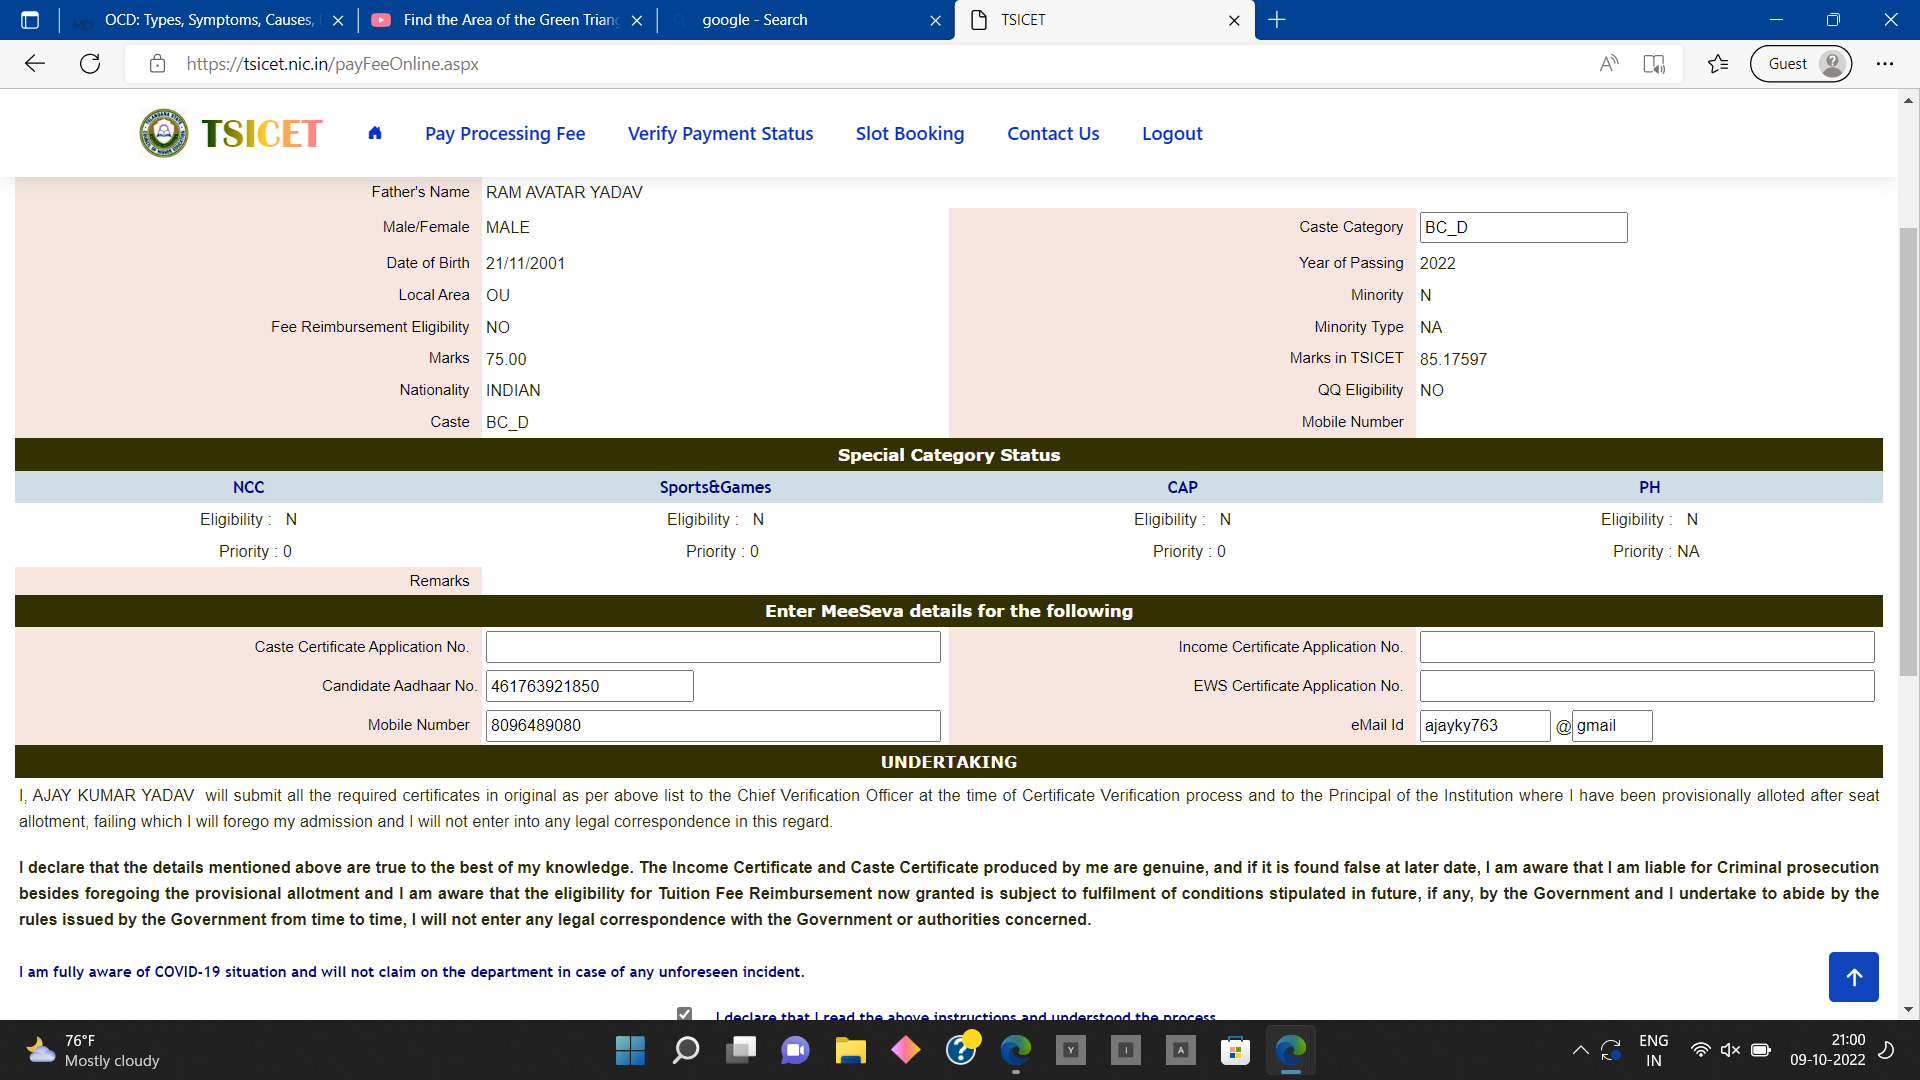 OCD: Types, Symptoms, Causes,
Find the Area of the Green Triang
google - Search
TSICET
https://tsicet.nic.in/payFeeOnline.aspx
Guest
TSICET
Pay Processing Fee
Verify Payment Status
Slot Booking
Contact Us
Logout
Father's Name RAM AVATAR YADAV
Male/Female MALE Caste Category BC_D
Date of Birth 21/11/2001 Year of Passing 2022
Local Area OU Minority N
Fee Reimbursement Eligibility NO Minority Type NA
Marks 75.00 Marks in TSICET 85.17597
Nationality INDIAN QQ Eligibility NO
Caste BC_D Mobile Number
Special Category Status
NCC Sports&Games CAP PH
Eligibility : N Eligibility : N Eligibility : N Eligibility : N
Priority : 0 Priority : 0 Priority : 0 Priority : NA
Remarks
Enter MeeSeva details for the following
Caste Certificate Application No. Income Certificate Application No.
Candidate Aadhaar No. 461763921850 EWS Certificate Application No.
Mobile Number 8096489080 eMail Id ajayky763 @ gmail
UNDERTAKING
I, AJAY KUMAR YADAV will submit all the required certificates in original as per above list to the Chief Verification Officer at the time of Certificate Verification process and to the Principal of the Institution where I have been provisionally alloted after seat
allotment, failing which I will forego my admission and I will not enter into any legal correspondence in this regard.
I declare that the details mentioned above are true to the best of my knowledge. The Income Certificate and Caste Certificate produced by me are genuine, and if it is found false at later date, I am aware that I am liable for Criminal prosecution
besides foregoing the provisional allotment and I am aware that the eligibility for Tuition Fee Reimbursement now granted is subject to fulfilment of conditions stipulated in future, if any, by the Government and I undertake to abide by the
rules issued by the Government from time to time, I will not enter any legal correspondence with the Government or authorities concerned.
I am fully aware of COVID-19 situation and will not claim on the department in case of any unforeseen incident.
I declare that I read the above instructions and understood the process
76°F
Mostly cloudy
Y
I
A
ENG
IN
21:00
09-10-2022